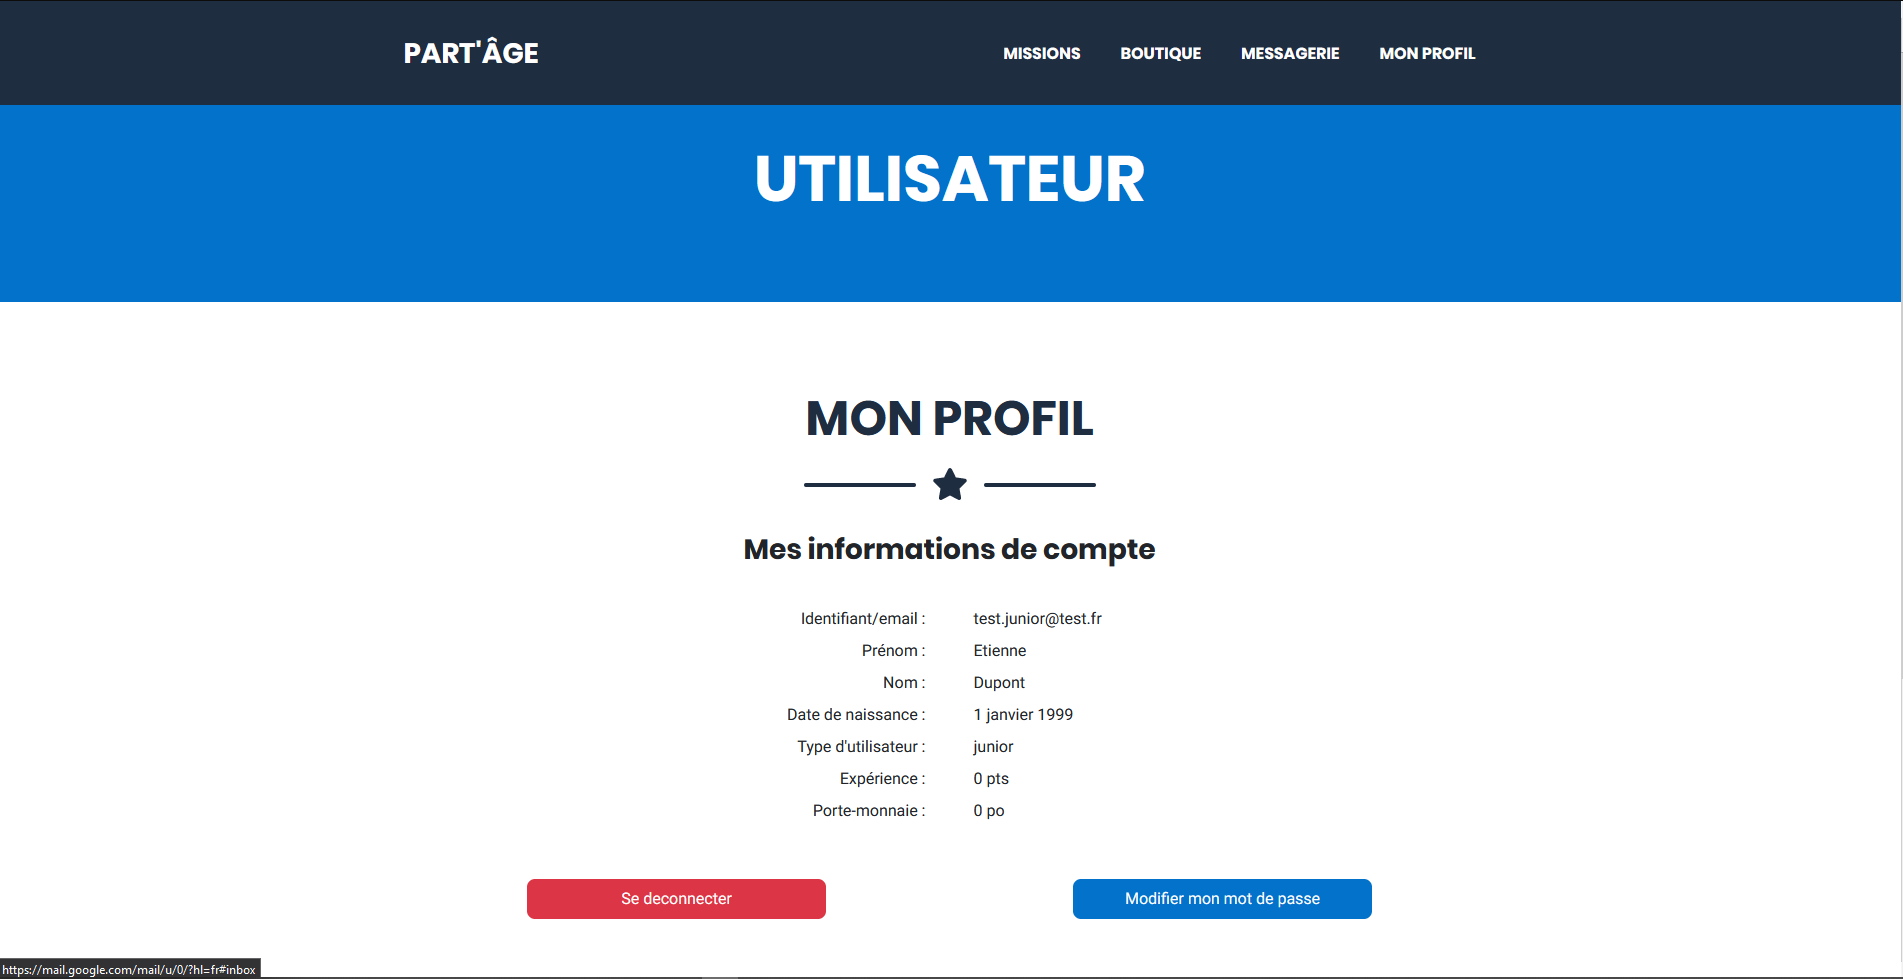 PART'ÂGE
MISSIONS BOUTIQUE MESSAGERIE MON PROFIL
UTILISATEUR
MON PROFIL
Mes informations de compte
Identifiant/email : test.junior@test.fr
Prénom : Etienne
Nom : Dupont
Date de naissance : 1 janvier 1999
Type d'utilisateur : junior
Expérience : 0 pts
Porte-monnaie : 0 po
Se deconnecter Modifier mon mot de passe
https://mail.google.com/mail/u/0/?hl=fr#inbox